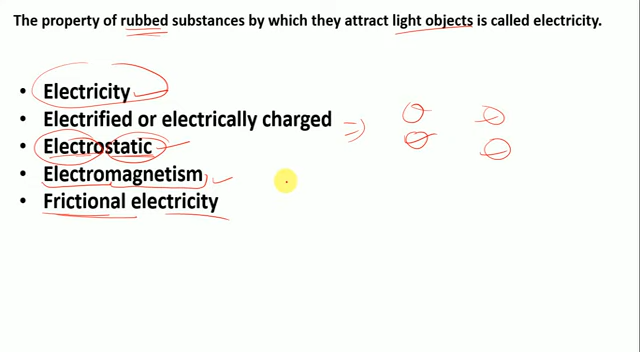 The property of rubbed substances by which they attract light objects is called electricity.
• Electricity
• Electrified or electrically charged
• Electrostatic
• Electromagnetism
• Frictional electricity